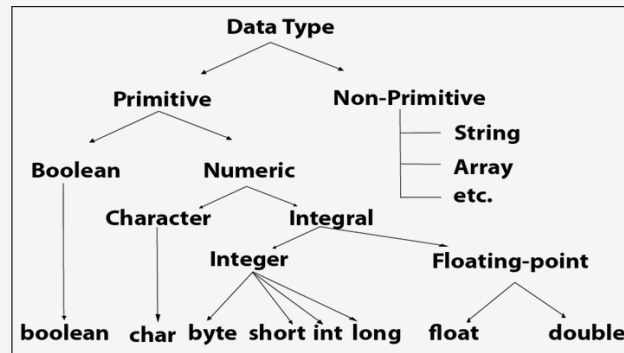 Data Type
Primitive
Non-Primitive
String
Boolean
Numeric
Array
etc.
Character
Integral
Integer
Floating-point
boolean
char
byte
short
int
long
float
double